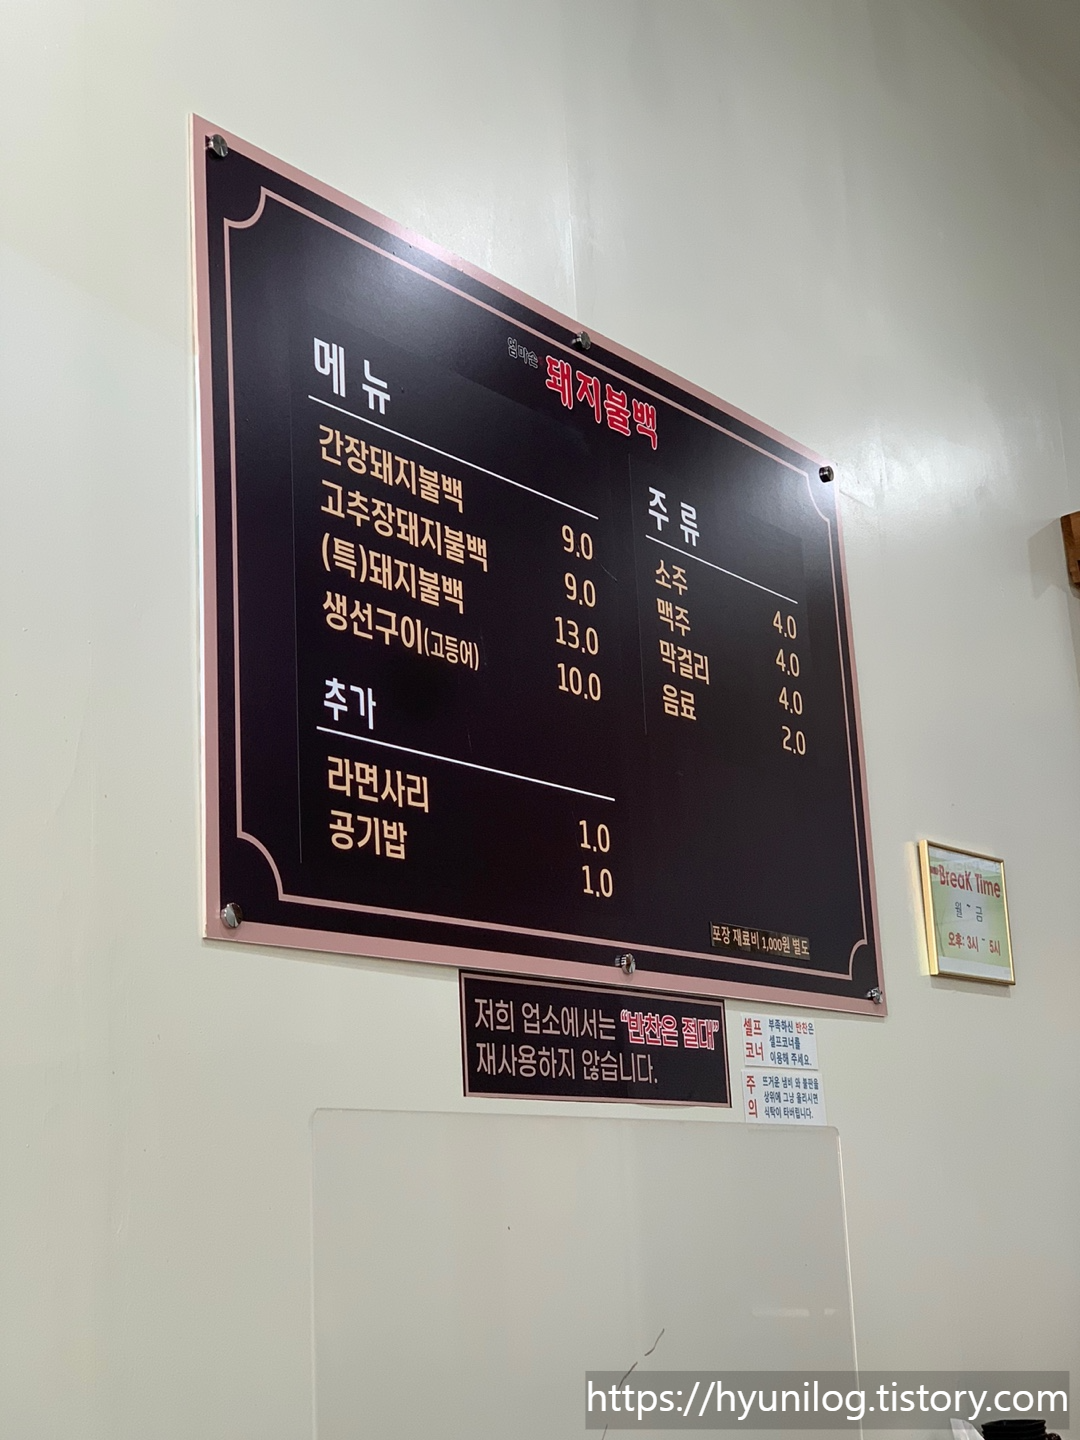 엄마손
돼지불백
메뉴
간장돼지불백 9.0
고추장돼지불백 9.0
(특)돼지불백 13.0
생선구이(고등어) 10.0
추가
라면사리 1.0
공기밥 1.0
주류
소주 4.0
맥주 4.0
막걸리 4.0
음료 2.0
포장 재료비 1,000원 별도
저희 업소에서는 "반찬은 절대"
재사용하지 않습니다.
셀프
코너
부족하신 반찬은
셀프코너를
이용해 주세요.
주
의
뜨거운 냄비 와 불판을
상위에 그냥 올리시면
식탁이 타버립니다.
BreaK Time
월 ~ 금
오후: 3시 ~ 5시
https://hyunilog.tistory.com